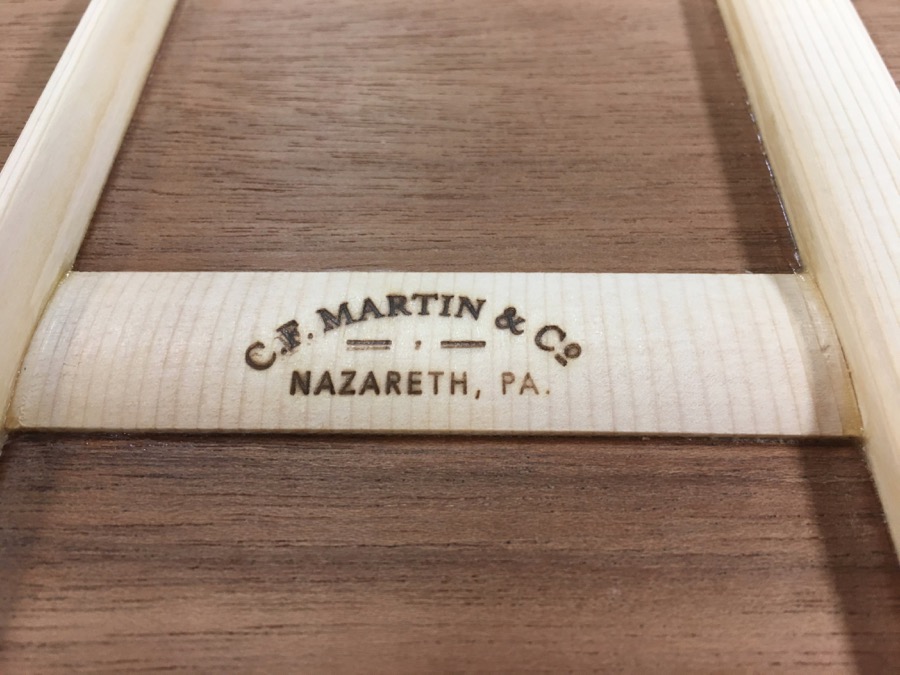 C.F. MARTIN & Cº
NAZARETH, PA.